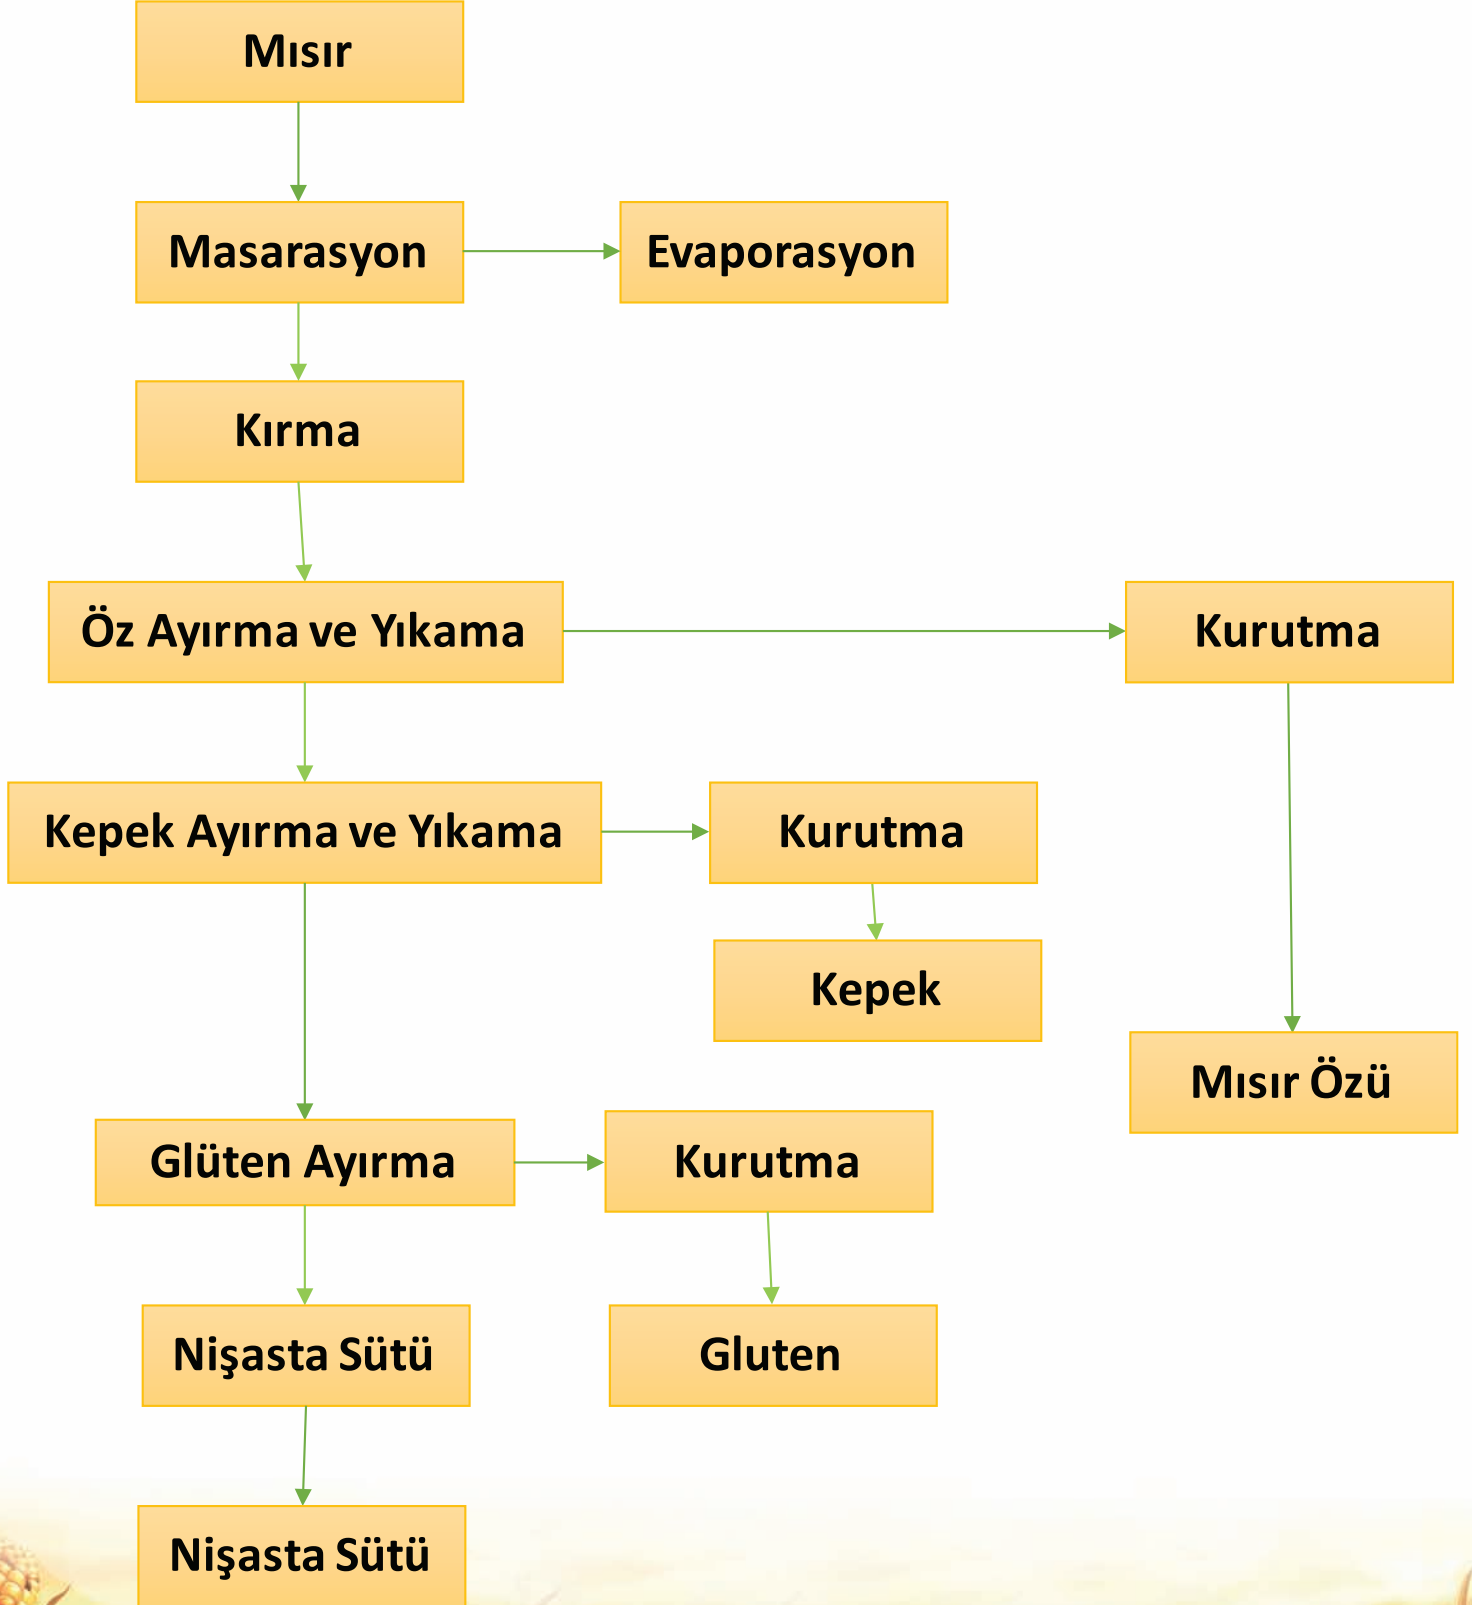 Mısır
Masarasyon
Evaporasyon
Kırma
Öz Ayırma ve Yıkama
Kurutma
Kepek Ayırma ve Yıkama
Kurutma
Kepek
Mısır Özü
Glüten Ayırma
Kurutma
Nişasta Sütü
Gluten
Nişasta Sütü